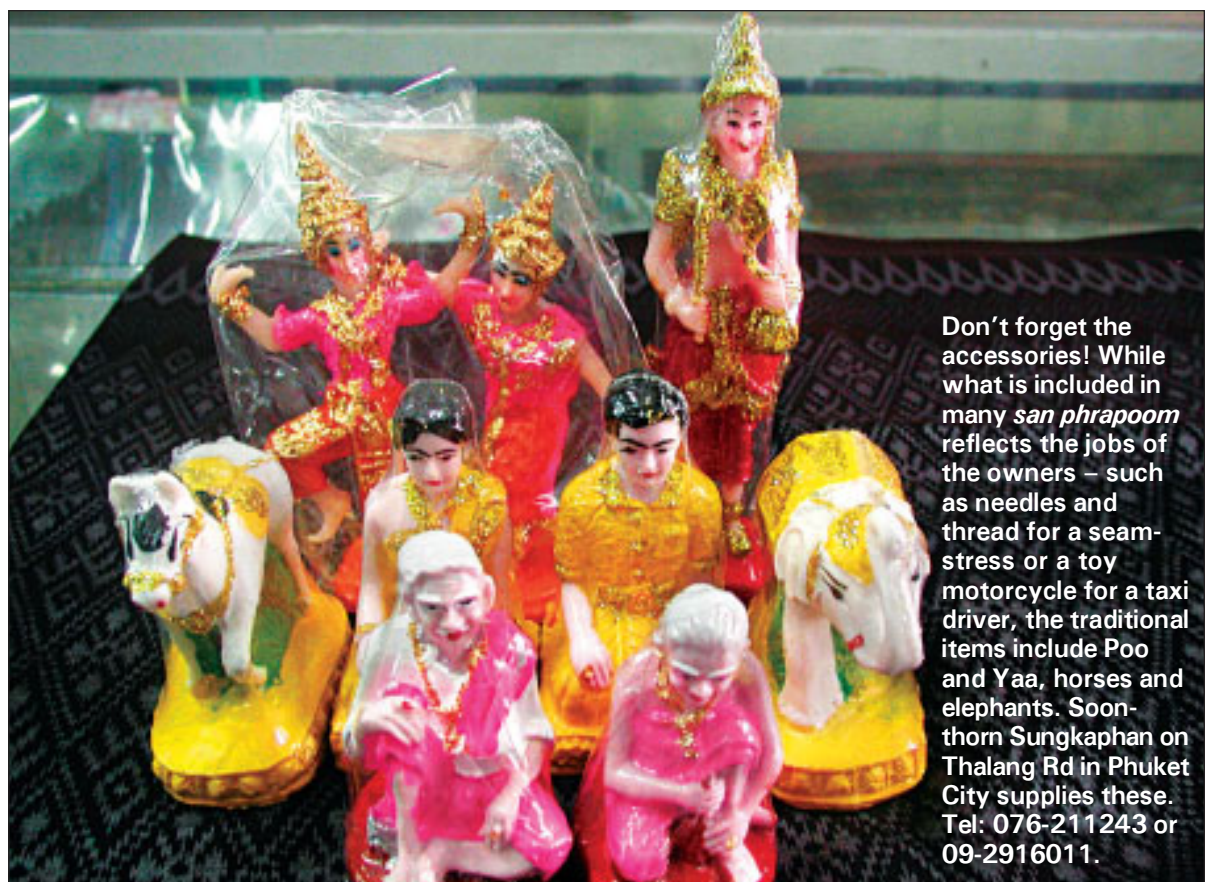 Don't forget the
accessories! While
what is included in
many san phrapoom
reflects the jobs of
the owners – such
as needles and
thread for a seam-
stress or a toy
motorcycle for a taxi
driver, the traditional
items include Poo
and Yaa, horses and
elephants. Soon-
thorn Sungkaphan on
Thalang Rd in Phuket
City supplies these.
Tel: 076-211243 or
09-2916011.